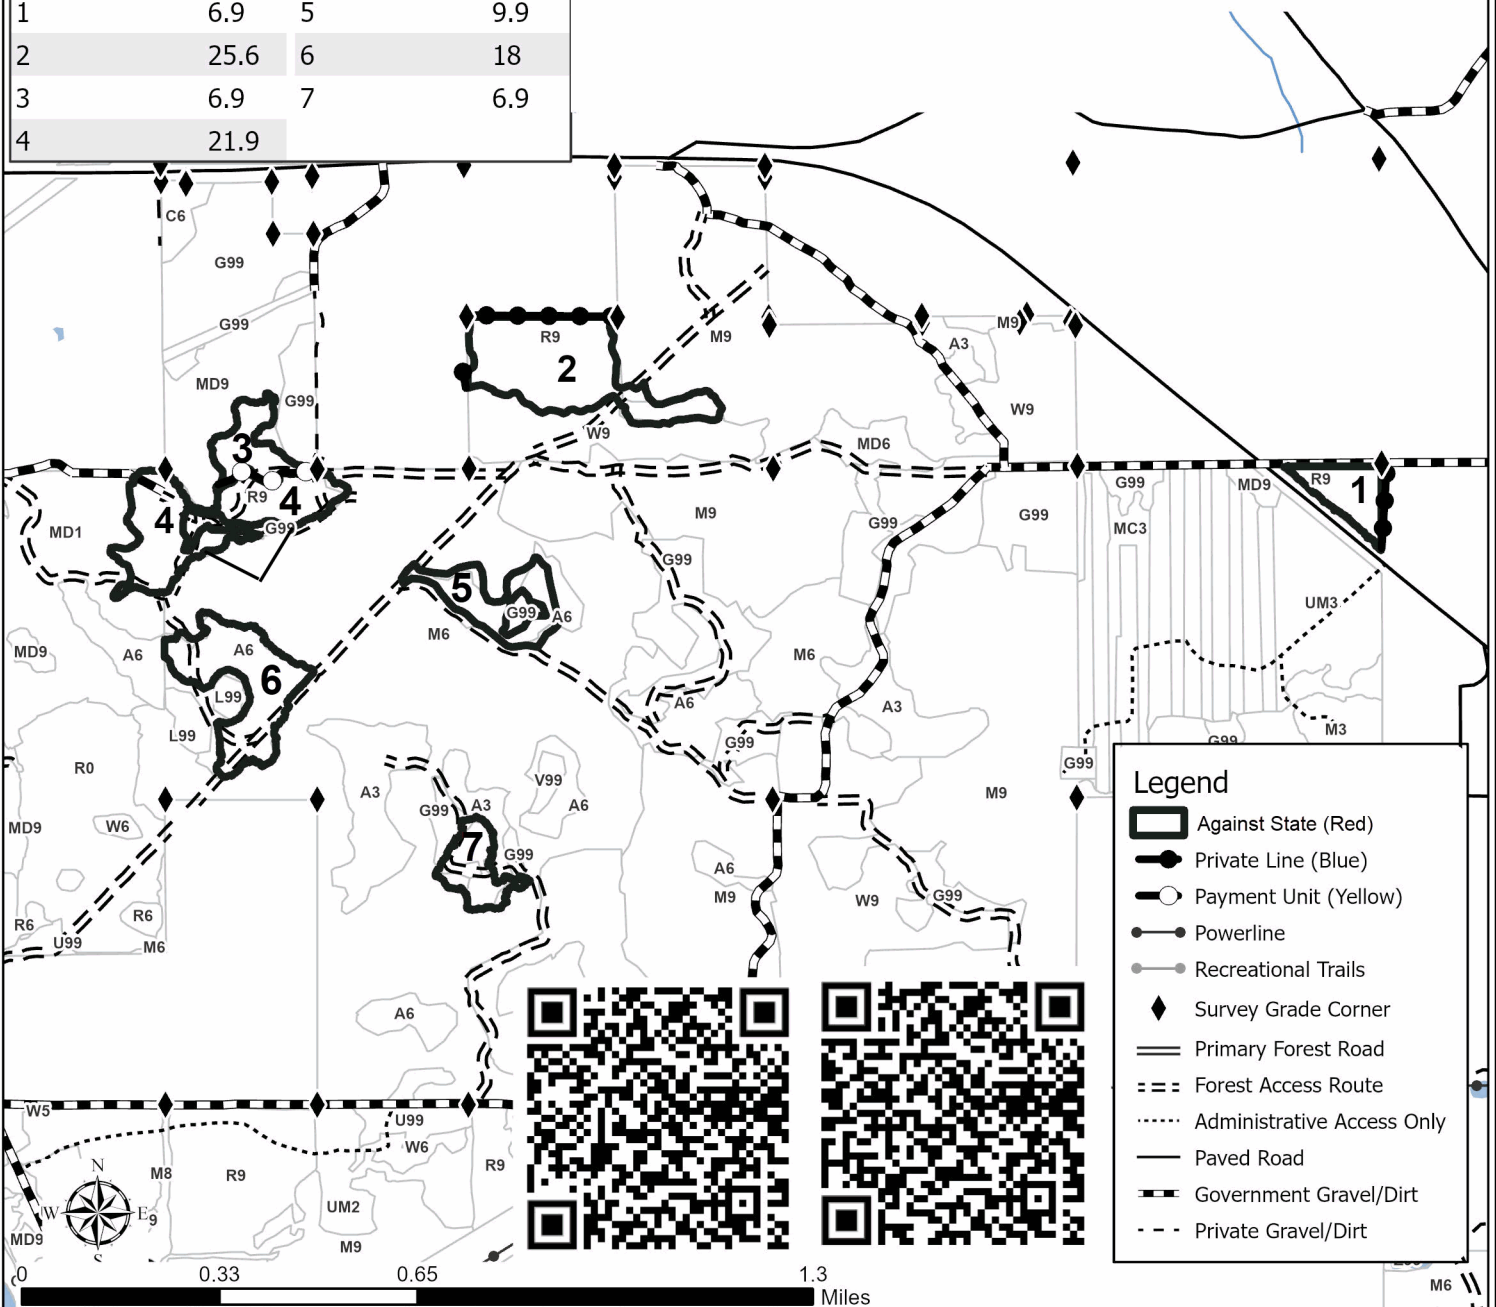 1 6.9 5 9.9
2 25.6 6 18
3 6.9 7 6.9
4 21.9
C6
G99
G99
R9
2
M9
M9
A3
MD9
G99
W9
3
W9
MD6
R9
4
4
G99
MD1
M9
G99
G99
G99
MC3
MD9
R9
1
G99
5
G99
A6
M6
UM3
MD9
A6
A6
6
L99
L99
M6
A6
A3
G99
M3
G99
G99
R0
A3
G99
A3
V99
A6
M9
MD9
W6
7
G99
A6
M9
W9
G99
R6
R6
U99
M6
A6
Legend
Against State (Red)
Private Line (Blue)
Payment Unit (Yellow)
Powerline
Recreational Trails
Survey Grade Corner
Primary Forest Road
Forest Access Route
Administrative Access Only
Paved Road
Government Gravel/Dirt
Private Gravel/Dirt
W5
U99
W6
M8
R9
R9
N
W E
S
9
UM2
MD9
M9
M6
0 0.33 0.65 1.3
Miles